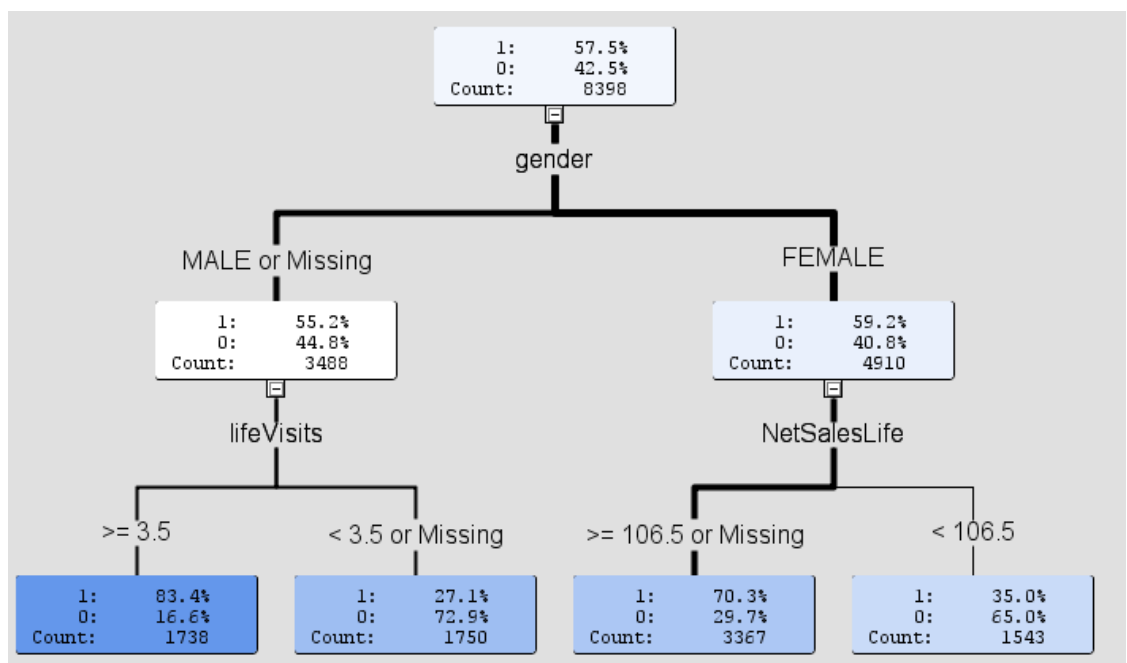 1: 57.5%
0: 42.5%
Count: 8398
gender
MALE or Missing
FEMALE
1: 55.2%
0: 44.8%
Count: 3488
1: 59.2%
0: 40.8%
Count: 4910
lifeVisits
NetSalesLife
>= 3.5
< 3.5 or Missing
>= 106.5 or Missing
< 106.5
1: 83.4%
0: 16.6%
Count: 1738
1: 27.1%
0: 72.9%
Count: 1750
1: 70.3%
0: 29.7%
Count: 3367
1: 35.0%
0: 65.0%
Count: 1543